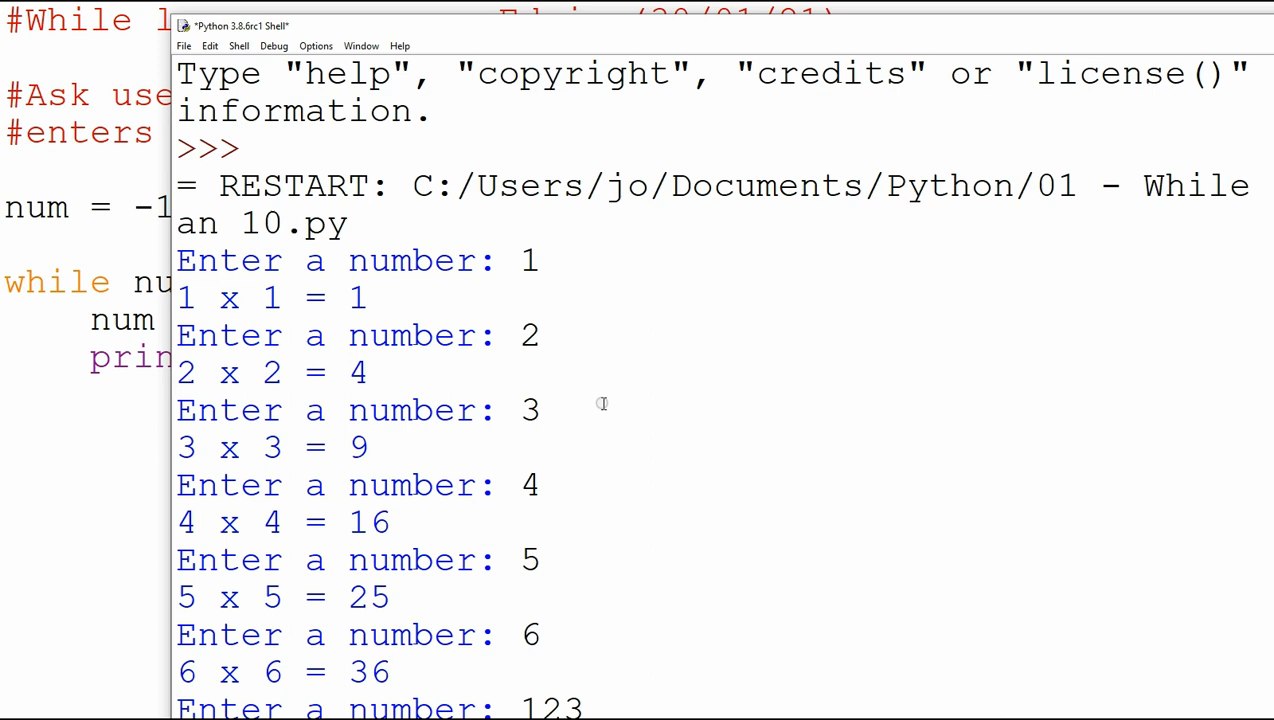 #While l
(20/01/21)
*Python 3.8.6rc1 Shell*
File Edit Shell Debug Options Window Help
#Ask use
#enters
num = -1
while nu
num
prin
Type "help", "copyright", "credits" or "license()"
information.
>>>
= RESTART: C:/Users/jo/Documents/Python/01 - While
an 10.py
Enter a number: 1
1 x 1 = 1
Enter a number: 2
2 x 2 = 4
Enter a number: 3
3 x 3 = 9
Enter a number: 4
4 x 4 = 16
Enter a number: 5
5 x 5 = 25
Enter a number: 6
6 x 6 = 36
Enter a number: 123